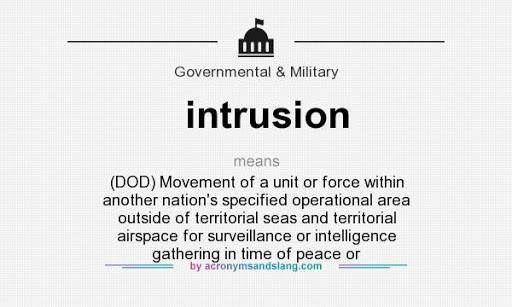 Governmental & Military
intrusion
means
(DOD) Movement of a unit or force within
another nation's specified operational area
outside of territorial seas and territorial
airspace for surveillance or intelligence
gathering in time of peace or
by acronymsandslang.com